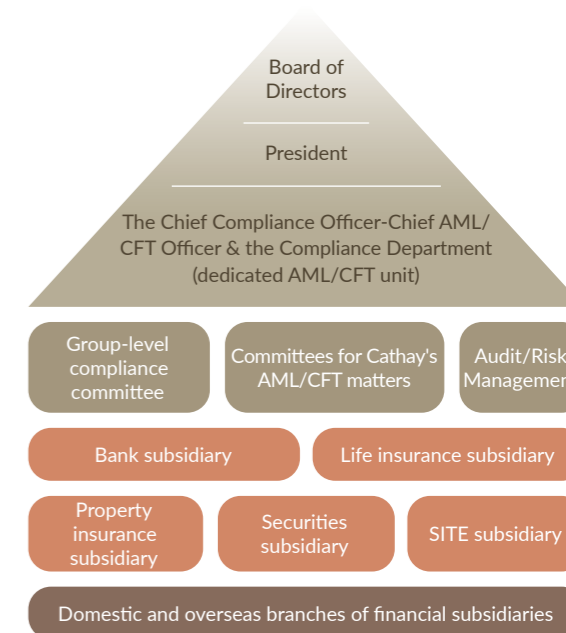 Board of
Directors
President
The Chief Compliance Officer-Chief AML/
CFT Officer & the Compliance Department
(dedicated AML/CFT unit)
Group-level
compliance
committee
Committees for Cathay's
AML/CFT matters
Audit/Risk
Managemen
Bank subsidiary
Life insurance subsidiary
Property
insurance
subsidiary
Securities
subsidiary
SITE subsidiary
Domestic and overseas branches of financial subsidiaries